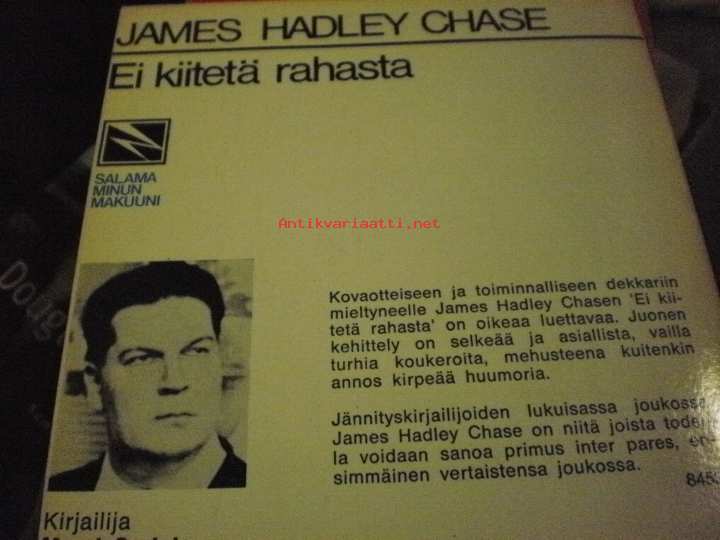 JAMES HADLEY CHASE
Ei kiitetä rahasta
SALAMA
MINUN
MAKUUNI
Antikvariaatti.net
Doug
Kovaotteiseen ja toiminnalliseen dekkariin
mieltyneelle James Hadley Chasen 'Ei kii-
tetä rahasta' on oikeaa luettavaa. Juonen
kehittely on selkeää ja asiallista, vailla
turhia koukeroita, mehusteena kuitenkin
annos kirpeää huumoria.
Jännityskirjailijoiden lukuisassa joukossa
James Hadley Chase on niitä joista todel-
la voidaan sanoa primus inter pares, en-
simmäinen vertaistensa joukossa.
Kirjailija